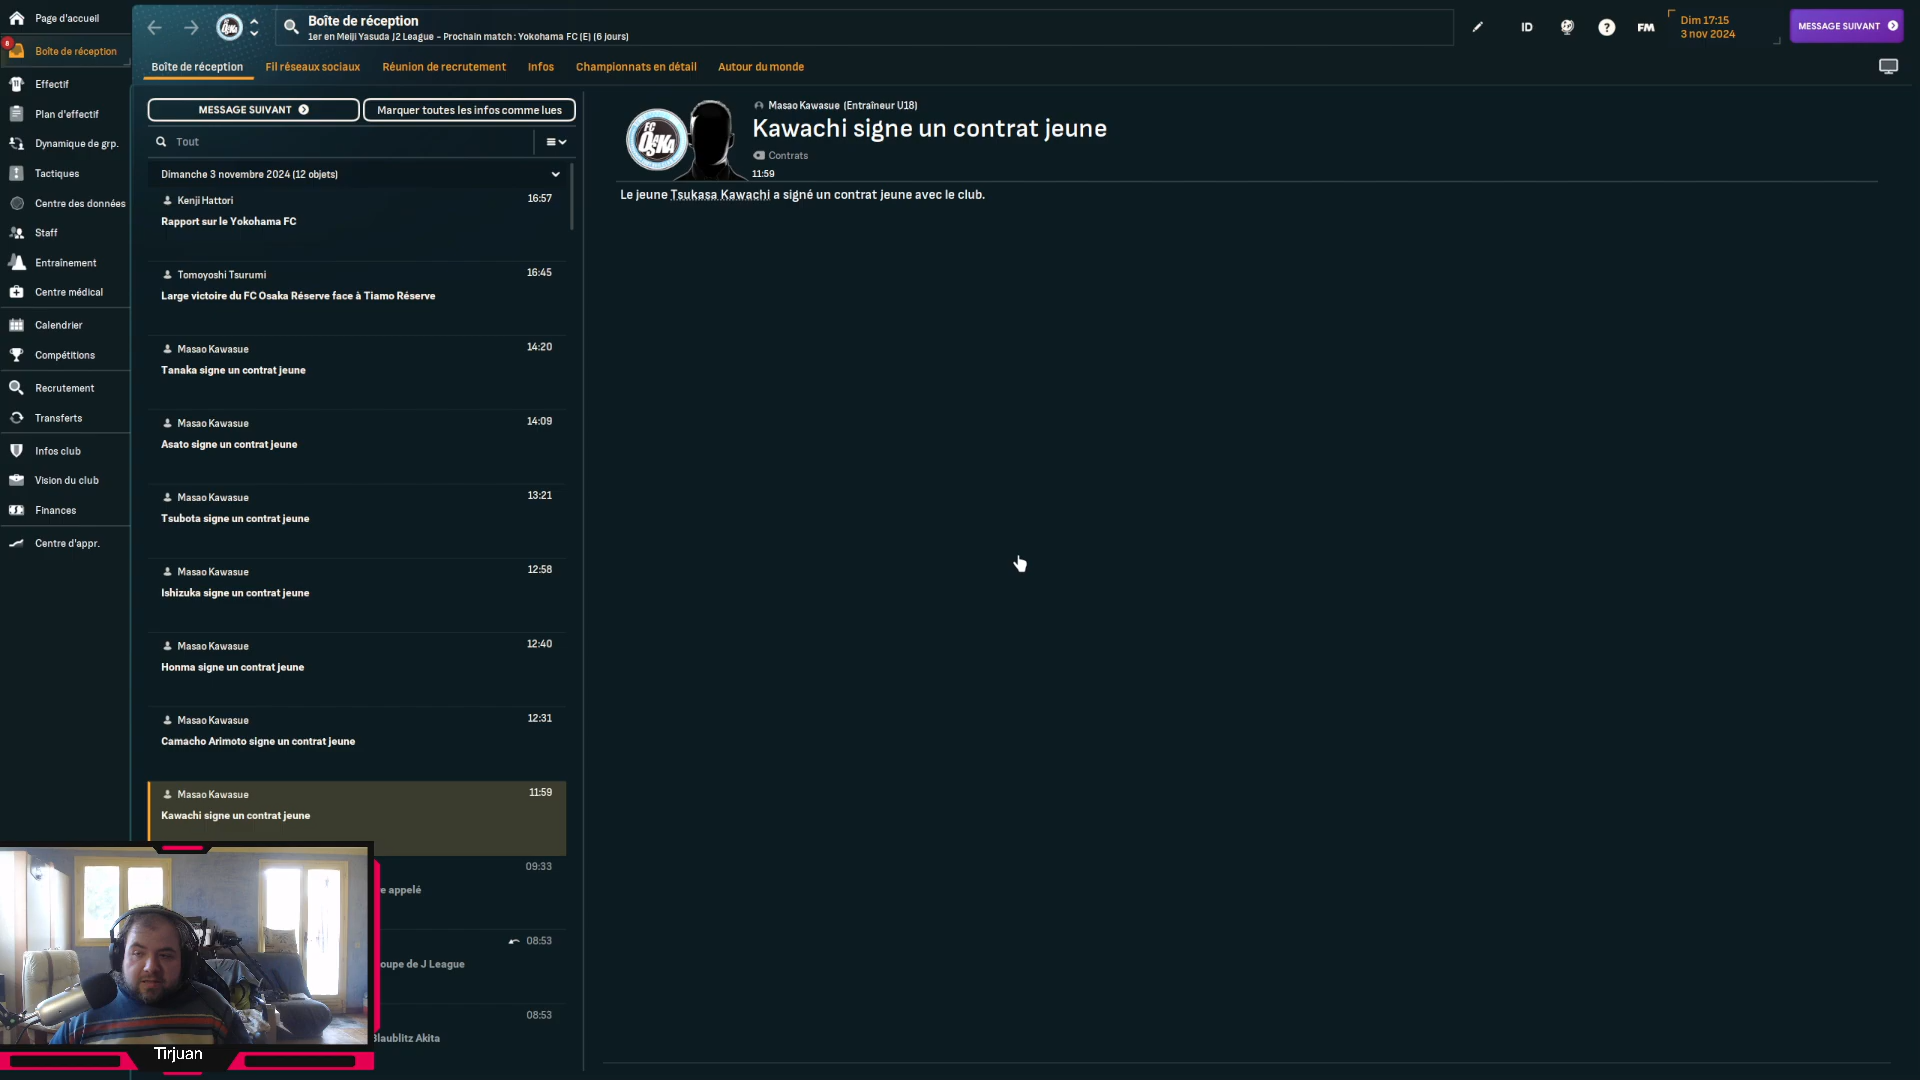 Page d'accueil
Boîte de réception
1er en Meiji Yasuda J2 League - Prochain match : Yokohama FC (E) (6 jours)
ID
FM
Dim 17:15
3 nov 2024
MESSAGE SUIVANT
8
Boîte de réception
Boîte de réception
Fil réseaux sociaux
Réunion de recrutement
Infos
Championnats en détail
Autour du monde
Effectif
Plan d'effectif
Dynamique de grp.
Tactiques
Centre des données
Staff
Entraînement
Centre médical
Calendrier
Compétitions
Recrutement
Transferts
Infos club
Vision du club
Finances
Centre d'appr.
MESSAGE SUIVANT
Marquer toutes les infos comme lues
Tout
Dimanche 3 novembre 2024 (12 objets)
Kenji Hattori
16:57
Rapport sur le Yokohama FC
Tomoyoshi Tsurumi
16:45
Large victoire du FC Osaka Réserve face à Tiamo Réserve
Masao Kawasue
14:20
Tanaka signe un contrat jeune
Masao Kawasue
14:09
Asato signe un contrat jeune
Masao Kawasue
13:21
Tsubota signe un contrat jeune
Masao Kawasue
12:58
Ishizuka signe un contrat jeune
Masao Kawasue
12:40
Honma signe un contrat jeune
Masao Kawasue
12:31
Camacho Arimoto signe un contrat jeune
Masao Kawasue
11:59
Kawachi signe un contrat jeune
09:33
e appelé
08:53
oupe de J League
08:53
Blaublitz Akita
FC
OSAKA
Masao Kawasue (Entraîneur U18)
Kawachi signe un contrat jeune
Contrats
11:59
Le jeune Tsukasa Kawachi a signé un contrat jeune avec le club.
Tirjuan